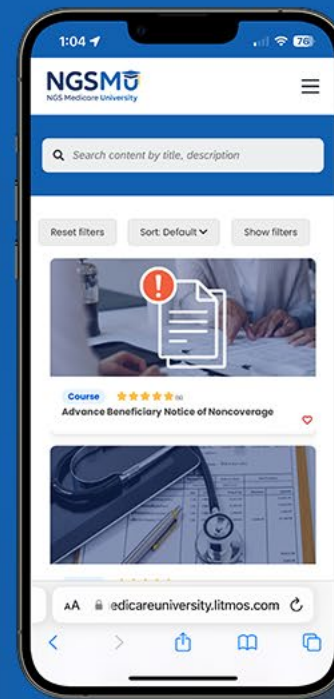 1:04
76
NGSMU
NGS Medicare University
Search content by title, description
Reset filters
Sort: Default
Show filters
!
Course
Advance Beneficiary Notice of Noncoverage
AA
edicareuniversity.litmos.com